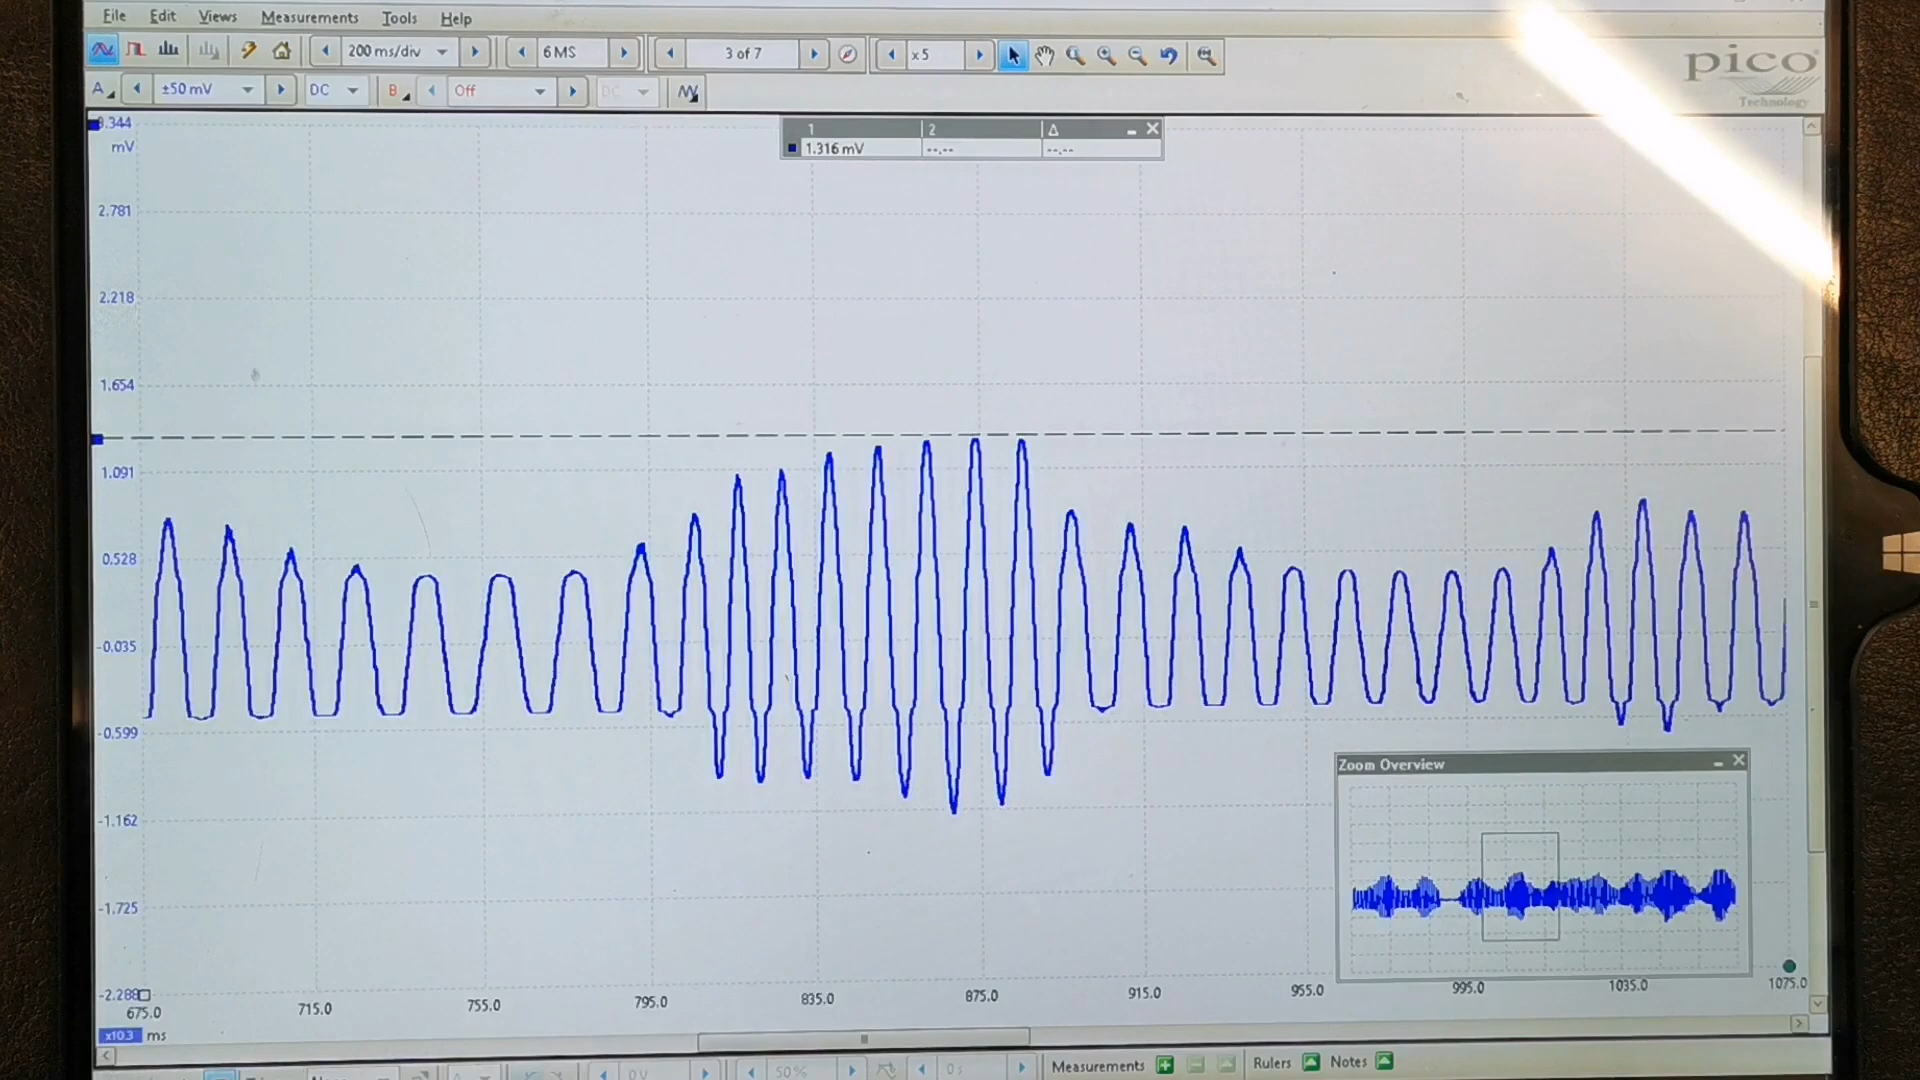 File Edit Views Measurements Tools Help
200 ms/div 6 MS 3 of 7 x5
pico
Technology
A ±50 mV DC B Off DC
1 2 Δ
1.316 mV --.-- --.--
3.344
mV
2.781
2.218
1.654
1.091
0.528
-0.035
-0.599
-1.162
-1.725
-2.288
Zoom Overview
675.0 715.0 755.0 795.0 835.0 875.0 915.0 955.0 995.0 1035.0 1075.0
x10.3 ms
0 V 50 % 0 s Measurements Rulers Notes